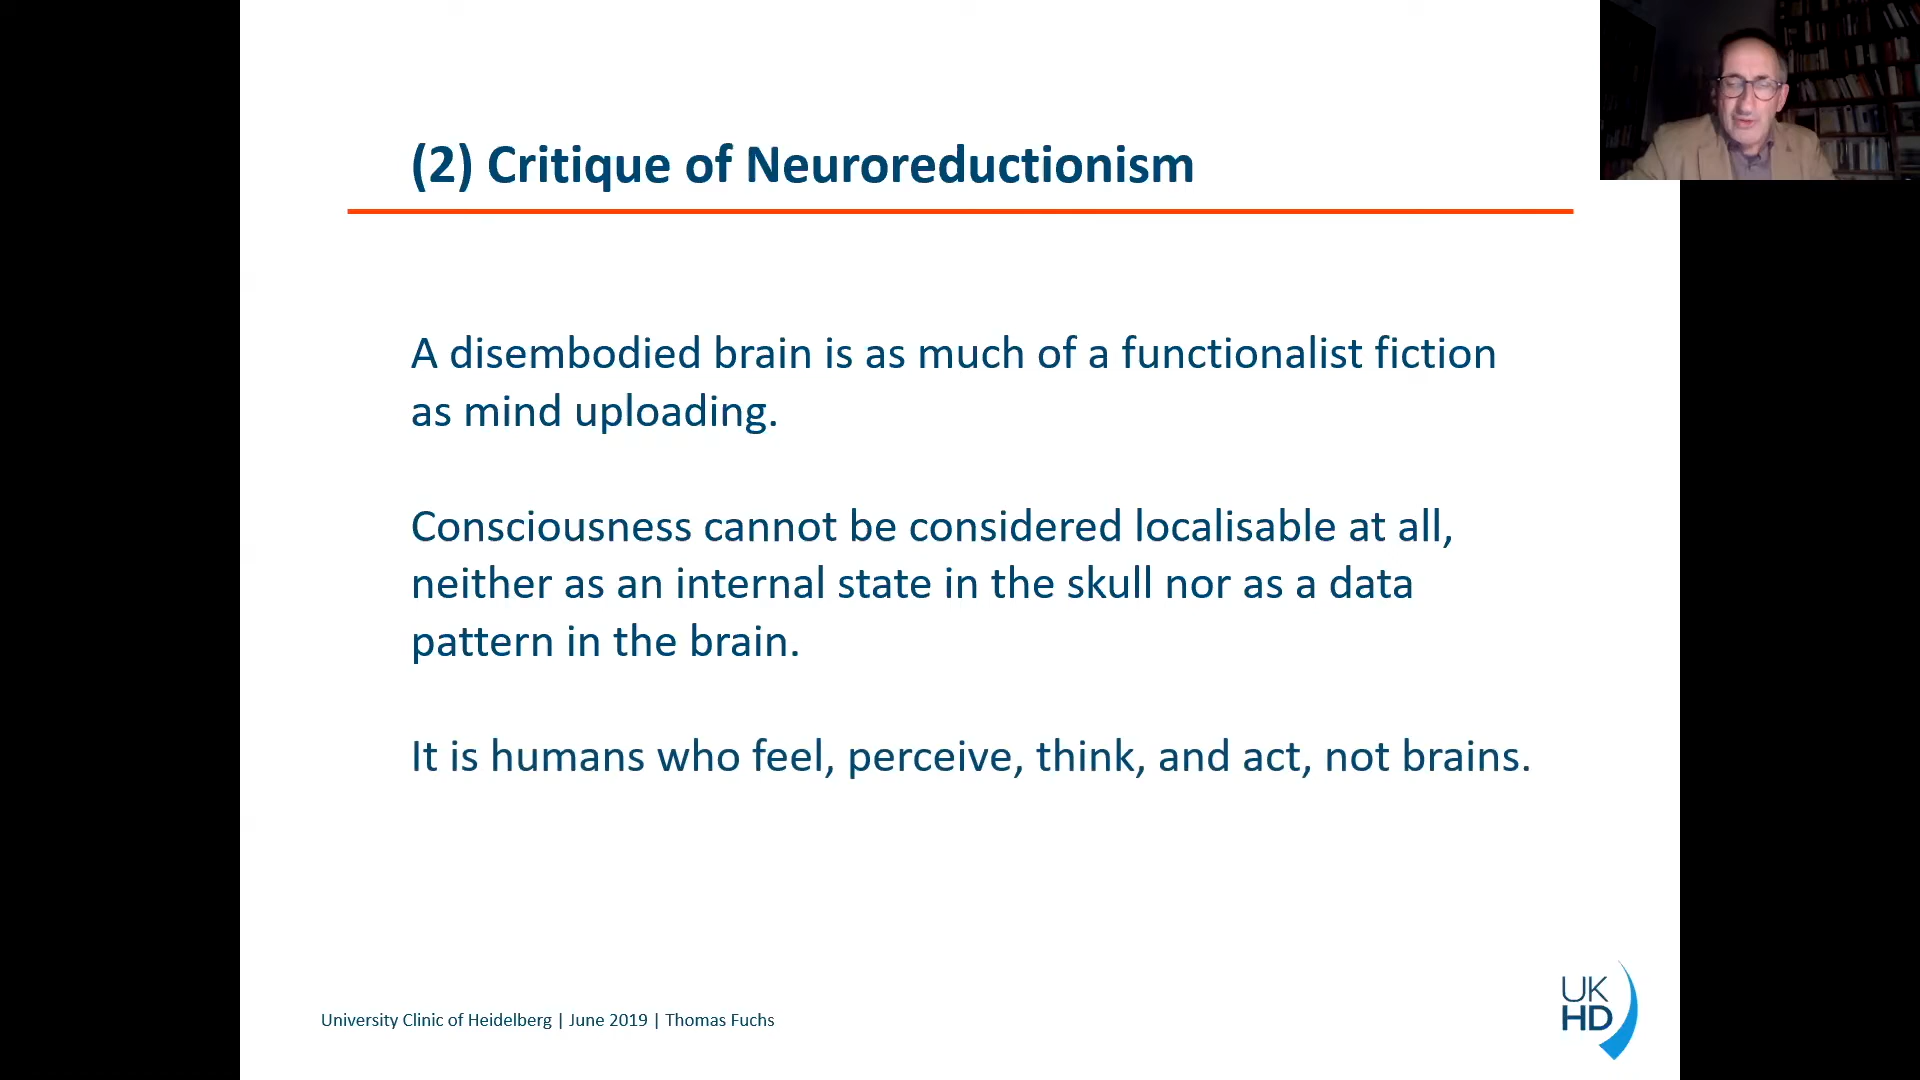 (2) Critique of Neuroreductionism
A disembodied brain is as much of a functionalist fiction
as mind uploading.
Consciousness cannot be considered localisable at all,
neither as an internal state in the skull nor as a data
pattern in the brain.
It is humans who feel, perceive, think, and act, not brains.
University Clinic of Heidelberg | June 2019 | Thomas Fuchs
UK
HD